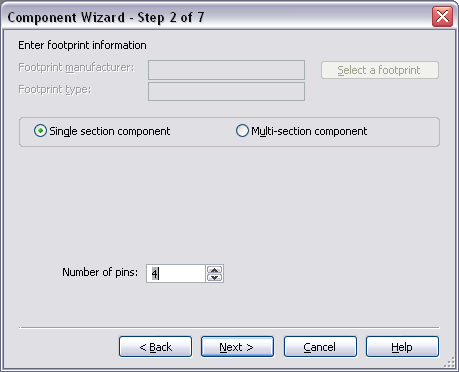 Component Wizard - Step 2 of 7
Enter footprint information
Footprint manufacturer:
Select a footprint
Footprint type:
Single section component
Multi-section component
Number of pins: 4
< Back
Next >
Cancel
Help